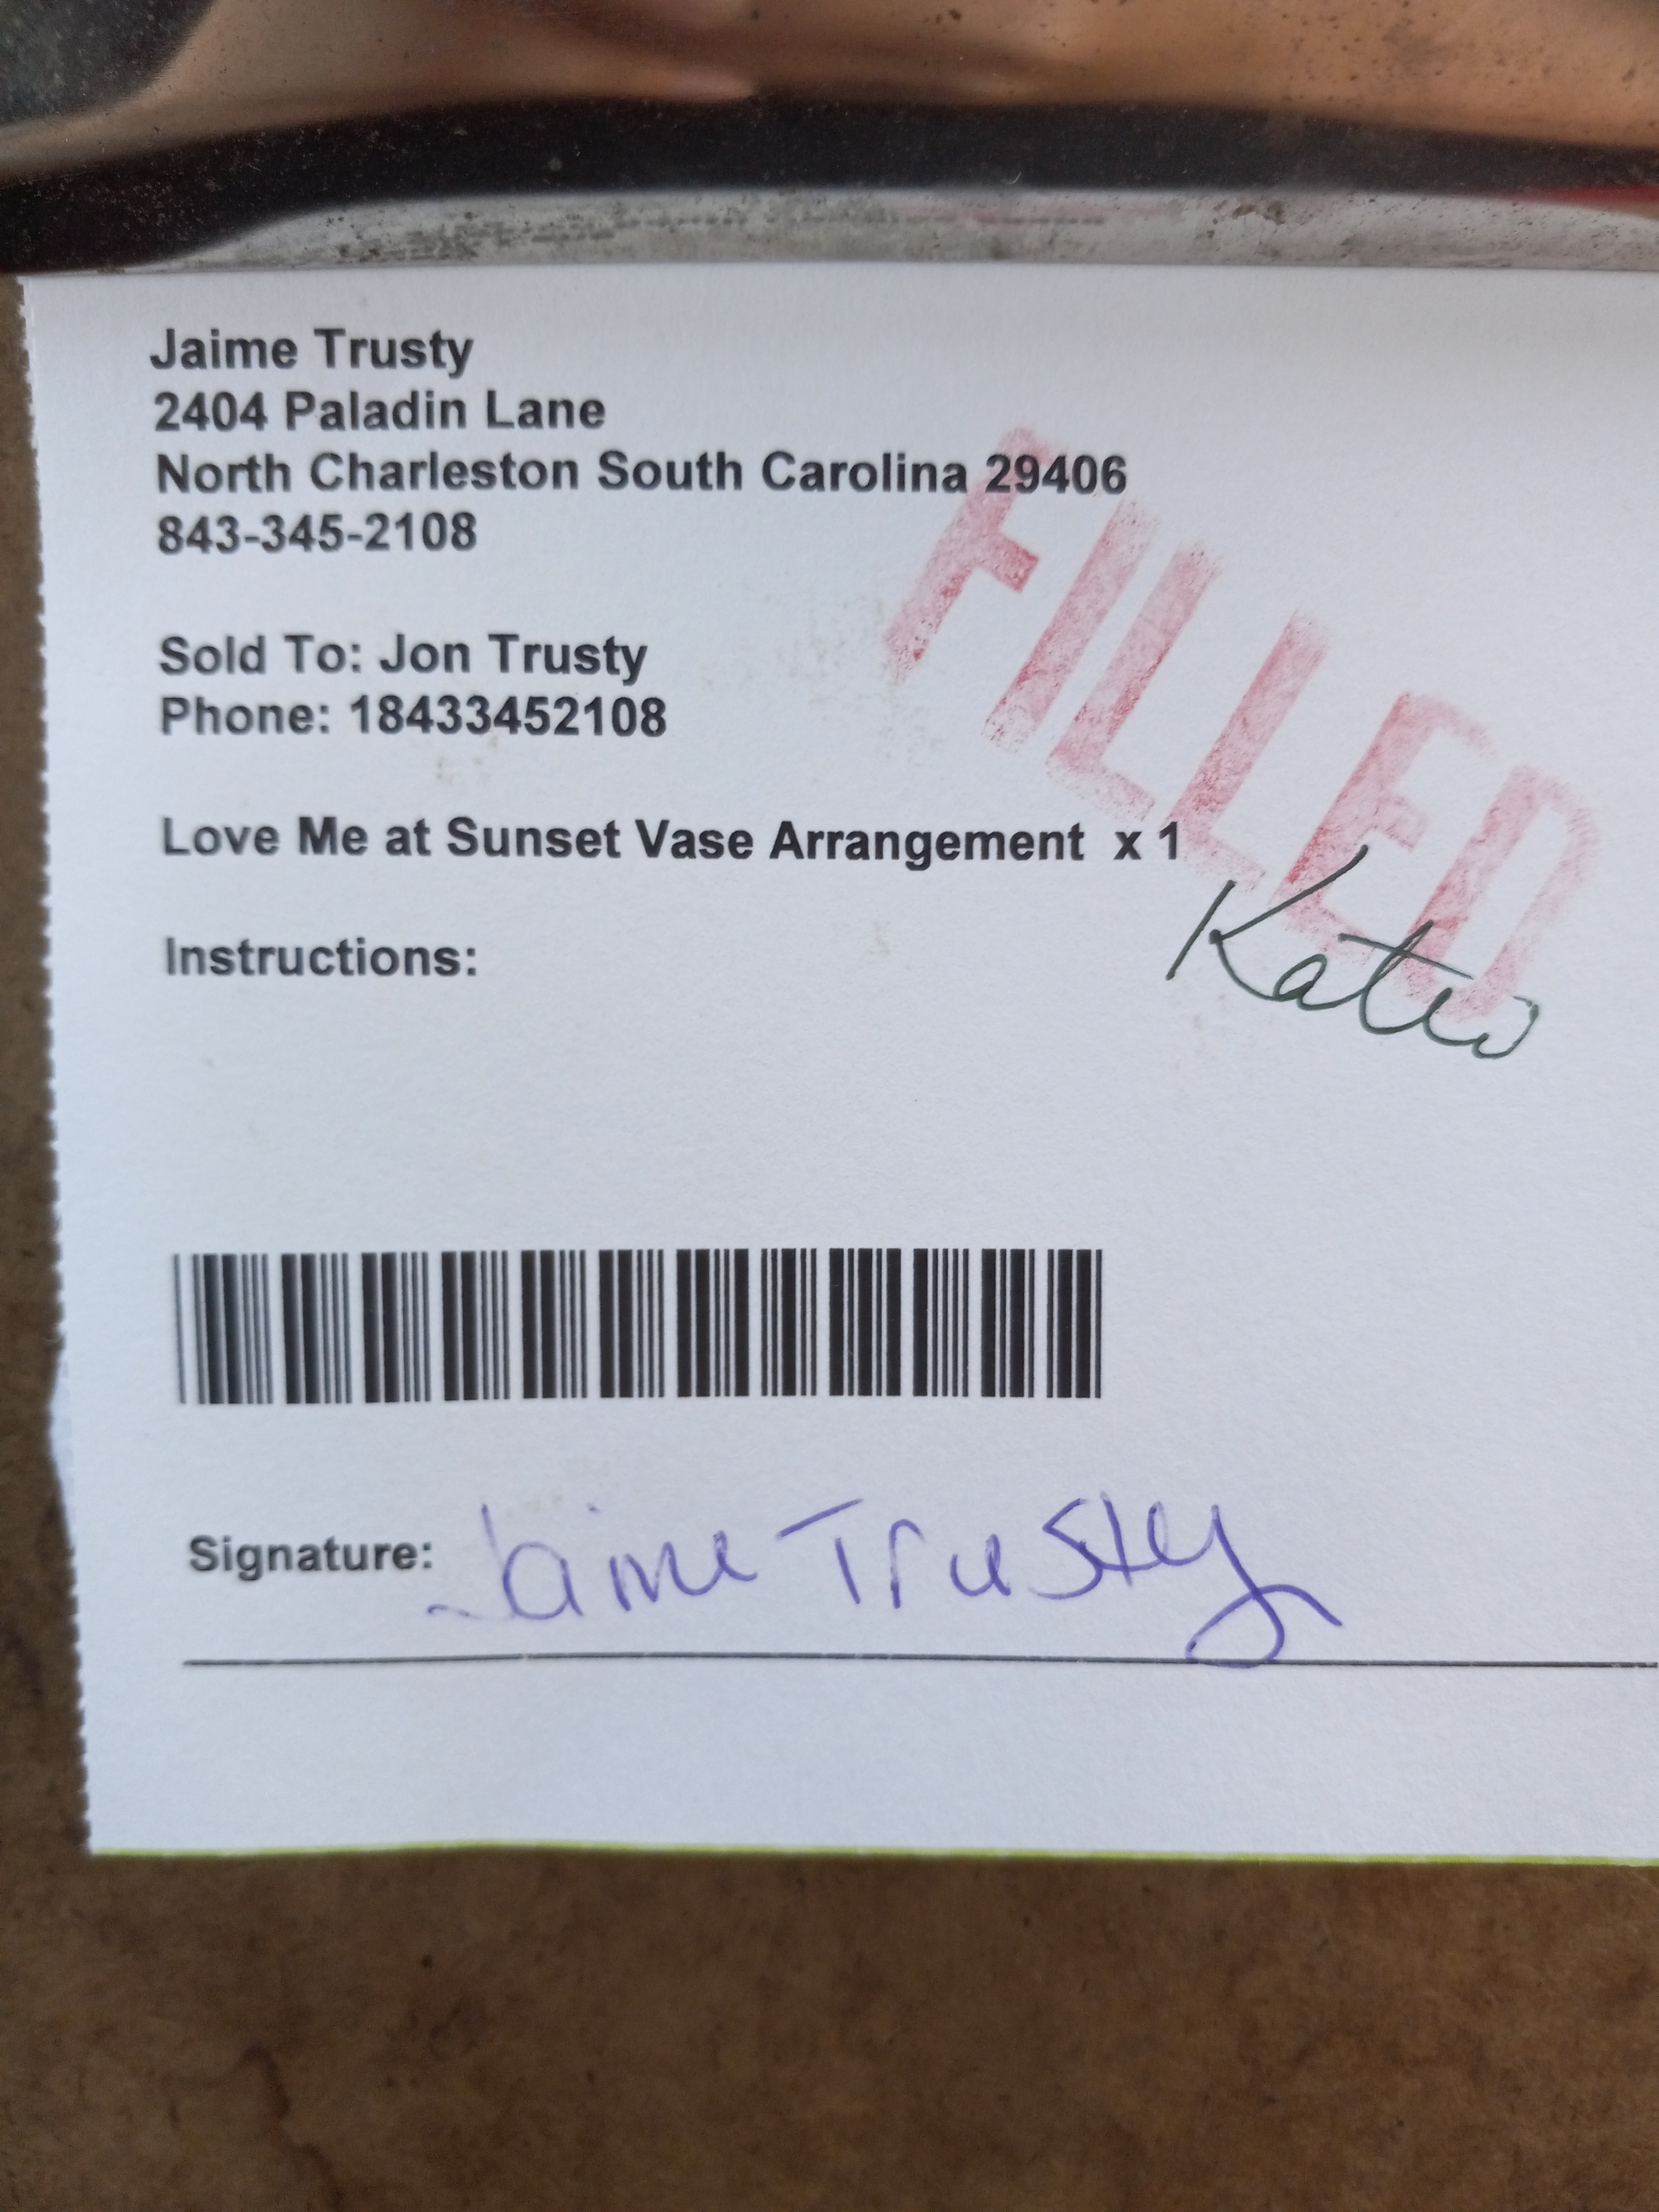 Jaime Trusty
2404 Paladin Lane
North Charleston South Carolina 29406
843-345-2108
FILLED
Sold To: Jon Trusty
Phone: 18433452108
Love Me at Sunset Vase Arrangement x 1
Instructions:
Signature: Jaime Trusty